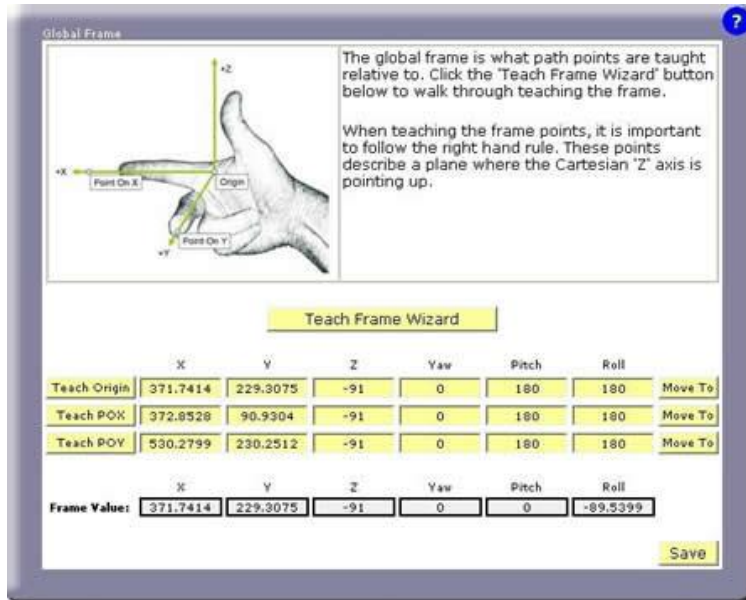 ?
Global Frame
+Z
+X
Point On X
Origin
Point On Y
+Y
The global frame is what path points are taught
relative to. Click the 'Teach Frame Wizard' button
below to walk through teaching the frame.
When teaching the frame points, it is important
to follow the right hand rule. These points
describe a plane where the Cartesian 'Z' axis is
pointing up.
Teach Frame Wizard
X Y Z Yaw Pitch Roll
Teach Origin 371.7414 229.3075 -91 0 180 180 Move To
Teach POX 372.8528 90.9304 -91 0 180 180 Move To
Teach POY 530.2799 230.2512 -91 0 180 180 Move To
X Y Z Yaw Pitch Roll
Frame Value: 371.7414 229.3075 -91 0 0 -89.5399
Save